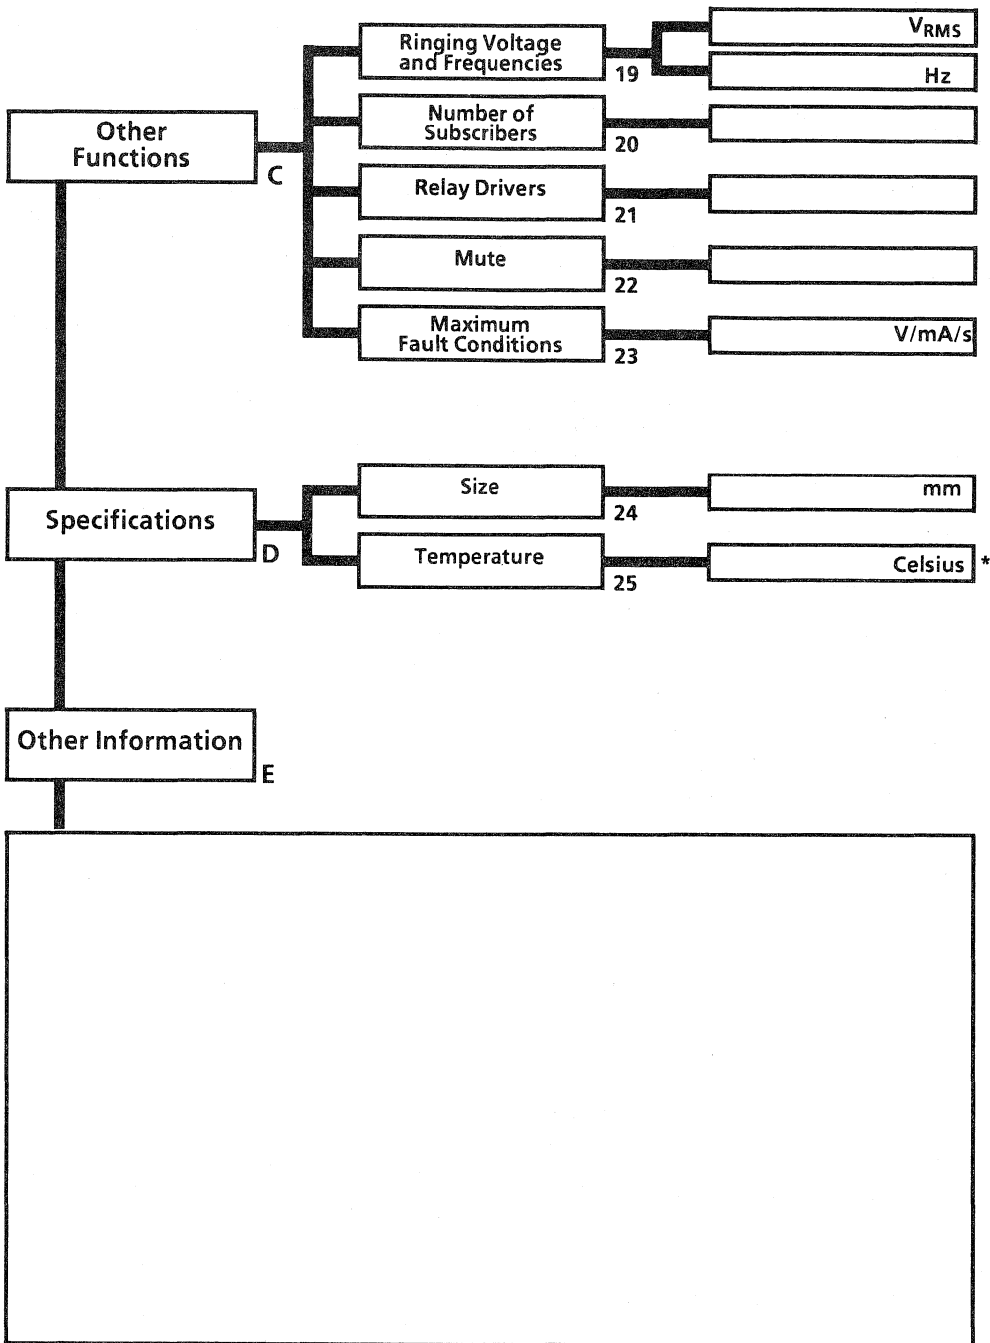 Other
Functions
C
Ringing Voltage
and Frequencies
19
VRMS
Hz
Number of
Subscribers
20
Relay Drivers
21
Mute
22
Maximum
Fault Conditions
23
V/mA/s
Specifications
D
Size
24
mm
Temperature
25
Celsius *
Other Information
E